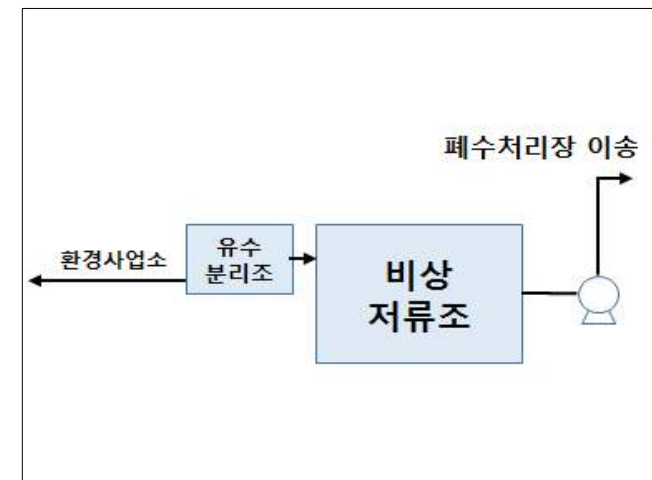 폐수처리장 이송
환경사업소
유수
분리조
비상
저류조